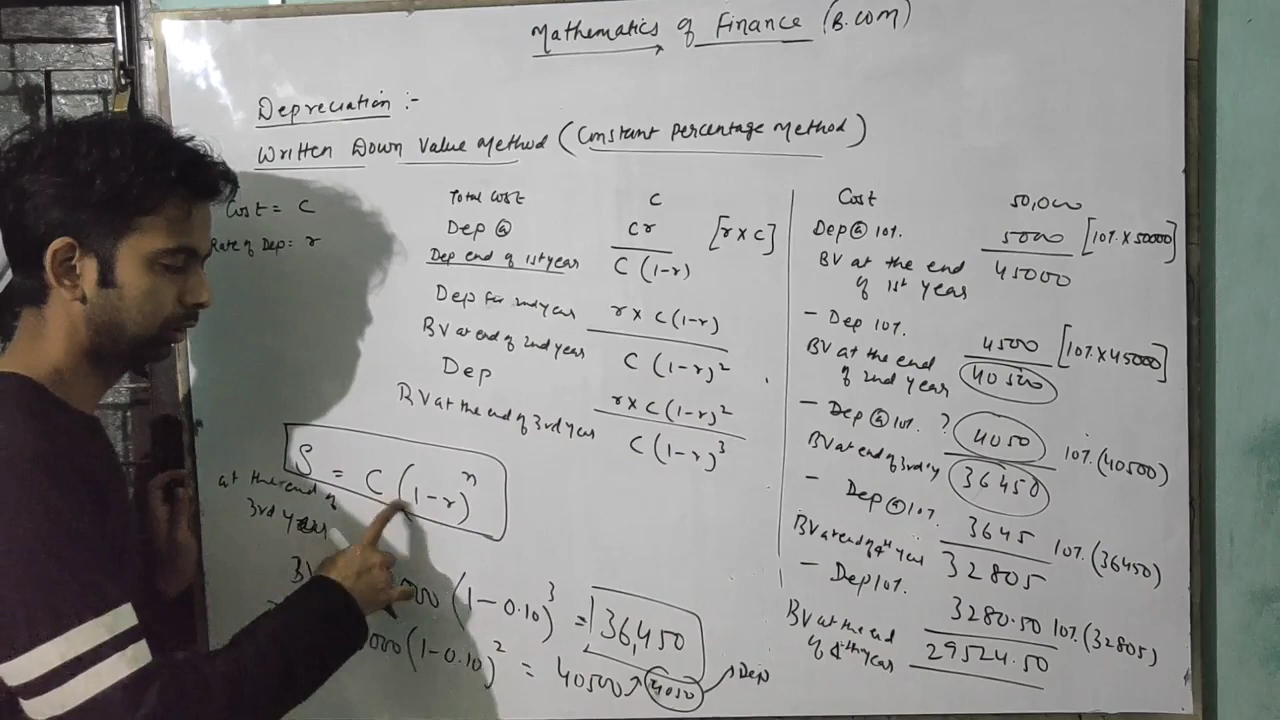 Mathematics of Finance (B.COM)
Depreciation :-
Written Down Value Method (Constant Percentage Method)
Cost = C
Rate of Dep: r
Total cost C
Dep @ cr [r x c]
Dep end of 1st year C (1-r)
Dep for 2nd year r x c (1-r)
BV at end of 2nd year C (1-r)²
Dep r x c (1-r)²
BV at the end of 3rd year C (1-r)³
S = C (1-r)ⁿ
at the end of
3rd year
(1-0.10)³ = 36,450
(1-0.10)² = 40500 4050 Dep
Cost 50,000
Dep @ 10%. 5000 [10% x 50000]
BV at the end 45000
of 1st year
- Dep 10%. 4500 [10% x 45000]
BV at the end 40500
of 2nd year
- Dep @ 10%. ? 4050 10% (40500)
BV at end of 3rd y 36450
- Dep @ 10%. 3645 10% (36450)
BV at end of 4th year 32805
- Dep 10%. 3280.50 10% (32805)
BV at the end 29524.50
of year